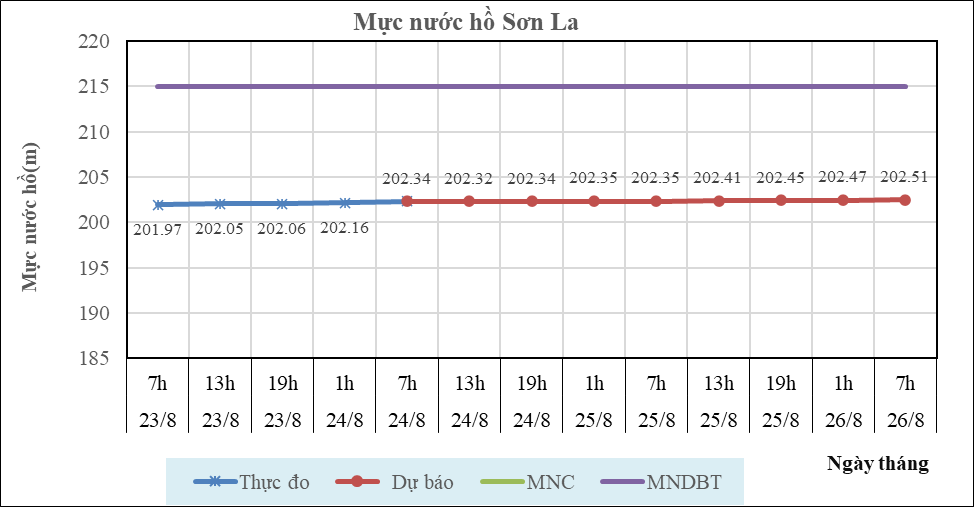 Mực nước hồ Sơn La
Mực nước hồ(m)
220
215
210
205
200
195
190
185
201.97 202.05 202.06 202.16 202.34 202.32 202.34 202.35 202.35 202.41 202.45 202.47 202.51
7h 13h 19h 1h 7h 13h 19h 1h 7h 13h 19h 1h 7h
23/8 23/8 23/8 24/8 24/8 24/8 24/8 25/8 25/8 25/8 25/8 26/8 26/8
Ngày tháng
Thực đo Dự báo MNC MNDBT